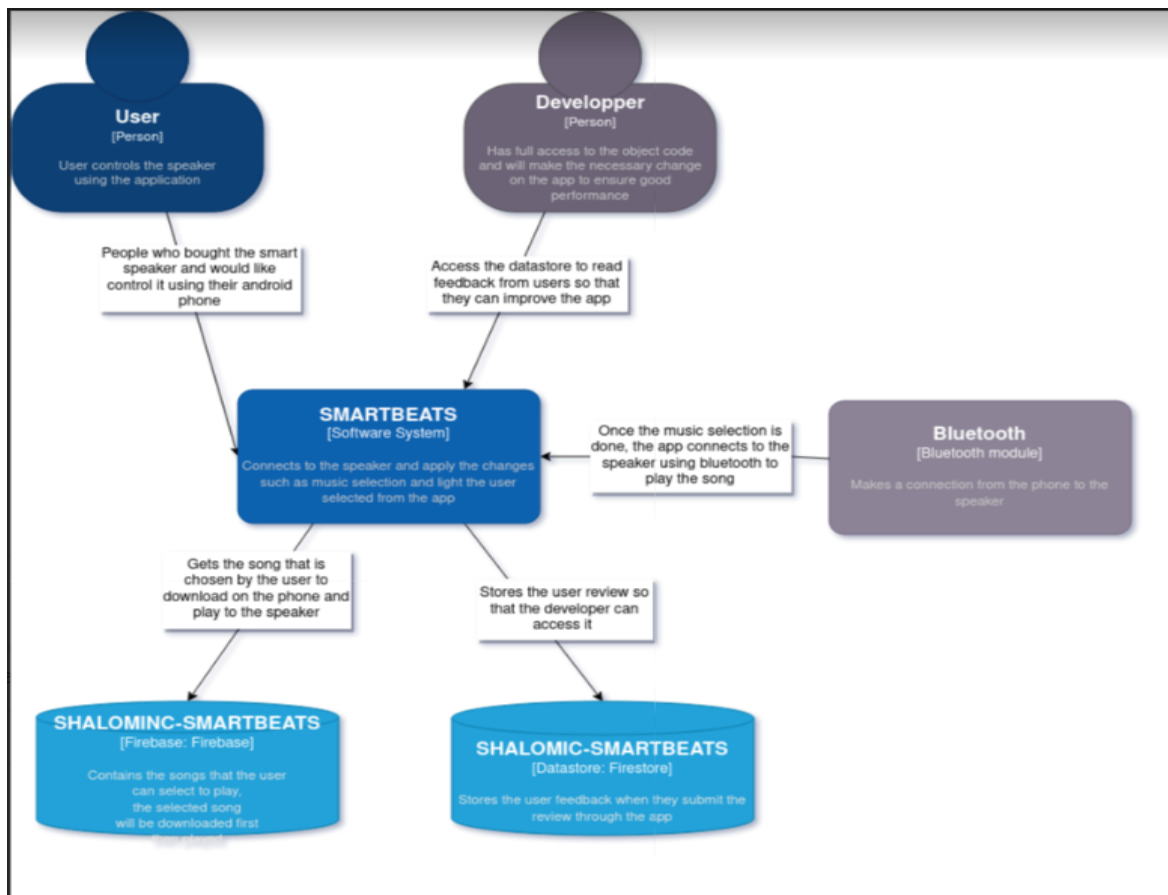 User
[Person]
User controls the speaker
using the application
Developper
[Person]
Has full access to the object code
and will make the necessary change
on the app to ensure good
performance
People who bought the smart
speaker and would like
control it using their android
phone
Access the datastore to read
feedback from users so that
they can improve the app
SMARTBEATS
[Software System]
Connects to the speaker and apply the changes
such as music selection and light the user
selected from the app
Once the music selection is
done, the app connects to the
speaker using bluetooth to
play the song
Bluetooth
[Bluetooth module]
Makes a connection from the phone to the
speaker
Gets the song that is
chosen by the user to
download on the phone and
play to the speaker
Stores the user review so
that the developer can
access it
SHALOMINC-SMARTBEATS
[Firebase: Firebase]
Contains the songs that the user
can select to play,
the selected song
will be downloaded first
SHALOMIC-SMARTBEATS
[Datastore: Firestore]
Stores the user feedback when they submit the
review through the app